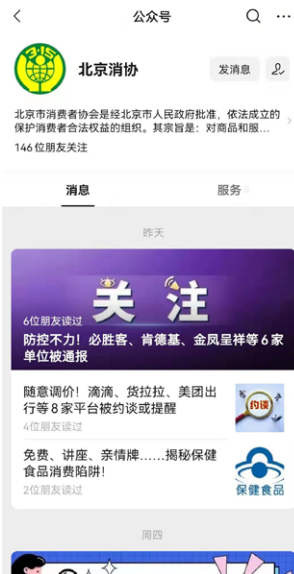 公众号
北京消协
发消息
北京市消费者协会是经北京市人民政府批准，依法成立的
保护消费者合法权益的组织。其宗旨是：对商品和服...
146位朋友关注
消息
服务
昨天
关注
6位朋友读过
防控不力！必胜客、肯德基、金凤呈祥等6家
单位被通报
随意调价！滴滴、货拉拉、美团出
行等8家平台被约谈或提醒
4位朋友读过
约谈
免费、讲座、亲情牌......揭秘保健
食品消费陷阱！
2位朋友读过
保健食品
周四